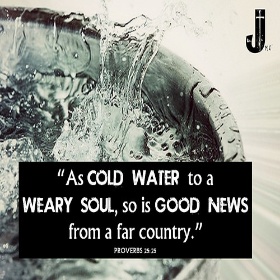 “As COLD WATER to a
WEARY SOUL, so is GOOD NEWS
from a far country.”
PROVERBS 25:25